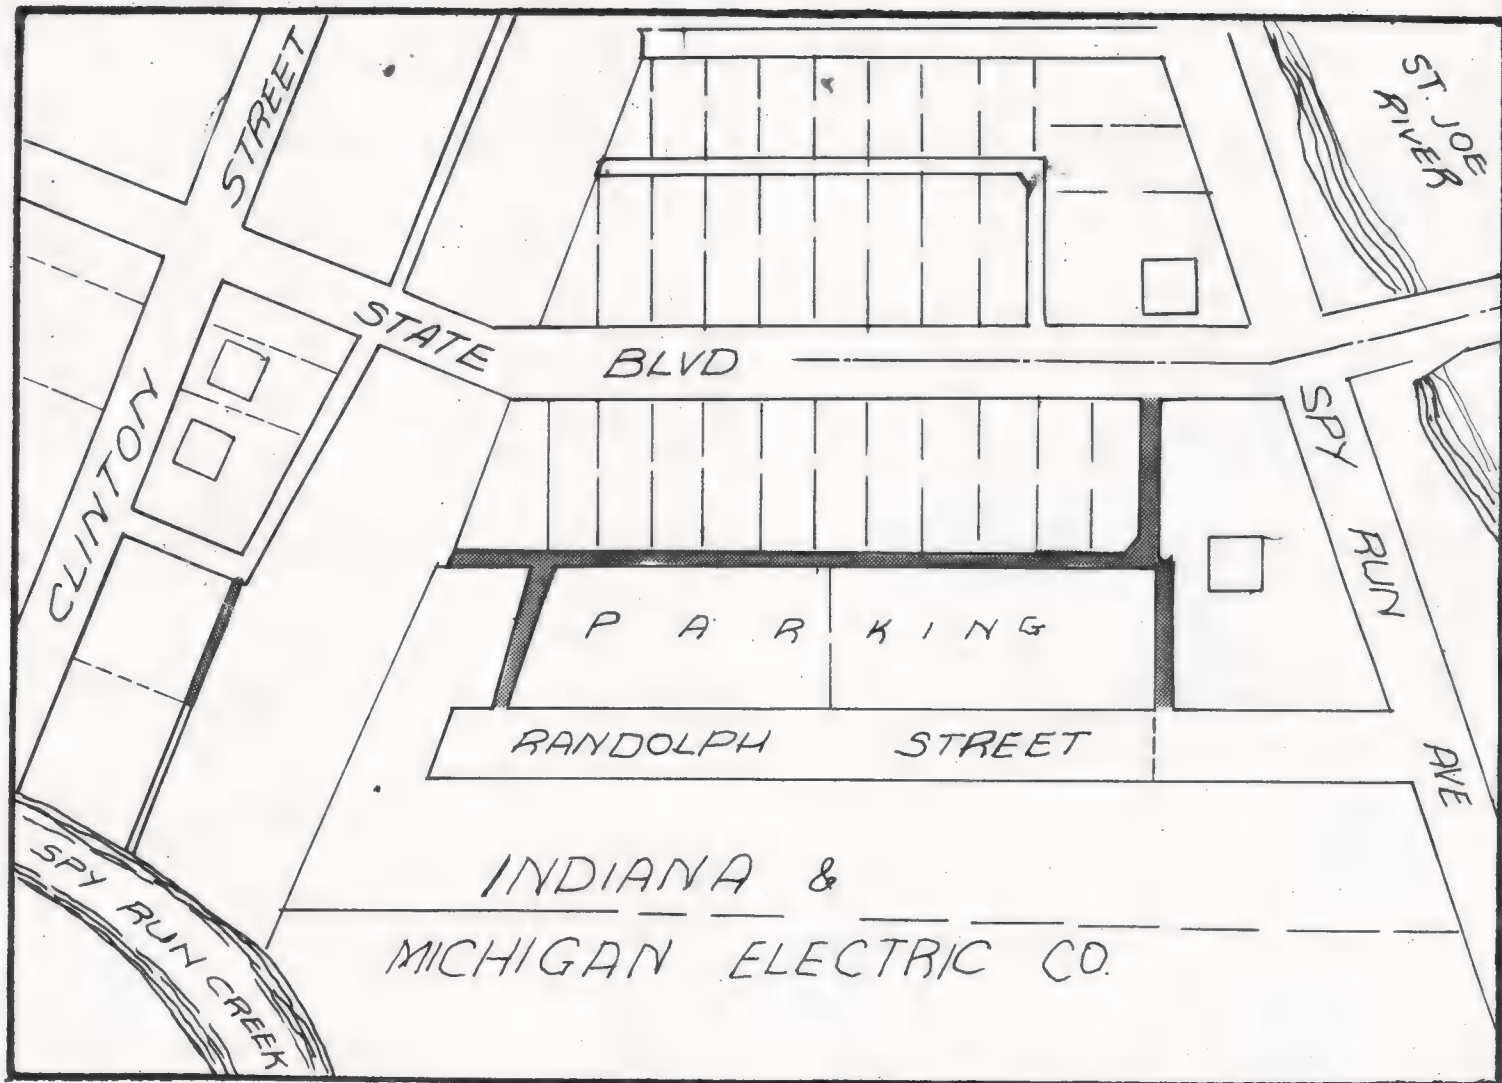 STREET
ST. JOE
RIVER
STATE BLVD
CLINTON
SPY RUN AVE
PARKING
RANDOLPH STREET
INDIANA &
MICHIGAN ELECTRIC CO.
SPY RUN CREEK